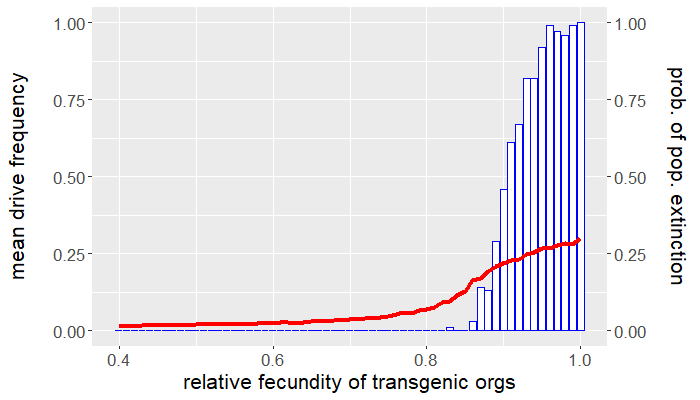 mean drive frequency
1.00
0.75
0.50
0.25
0.00
1.00
0.75
0.50
0.25
0.00
prob. of pop. extinction
0.4 0.6 0.8 1.0
relative fecundity of transgenic orgs